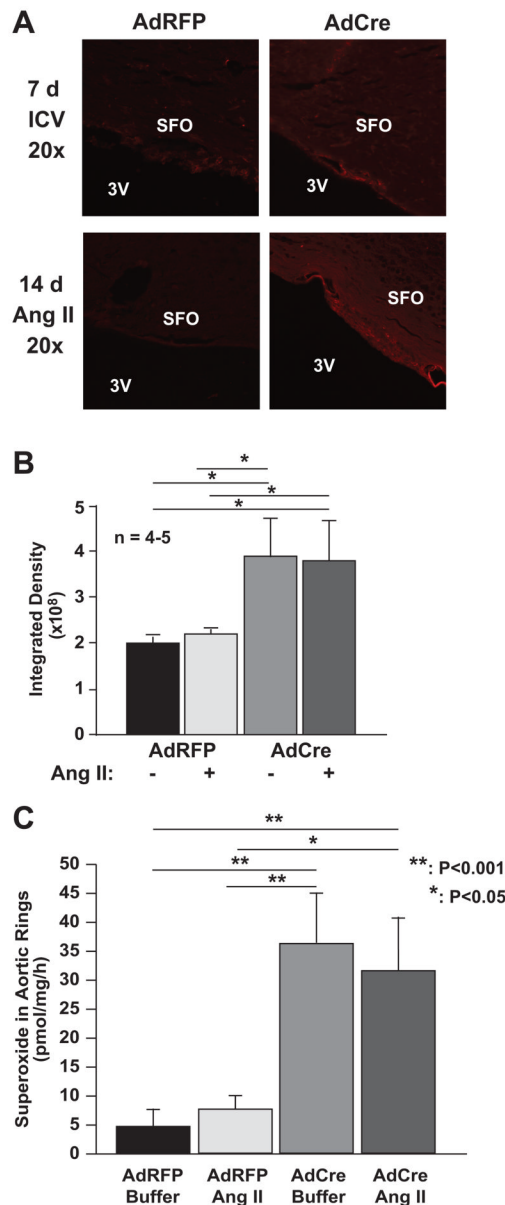 A
AdRFP
AdCre
7 d
ICV
20x
SFO
3V
SFO
3V
14 d
Ang II
20x
SFO
3V
SFO
3V
B
*
*
*
*
n = 4-5
5
4
3
2
1
0
Integrated Density
(x10⁸)
AdRFP
AdCre
Ang II:
-
+
-
+
C
**
*
**
**
**: P<0.001
*: P<0.05
50
45
40
35
30
25
20
15
10
5
0
Superoxide in Aortic Rings
(pmol/mg/h)
AdRFP
Buffer
AdRFP
Ang II
AdCre
Buffer
AdCre
Ang II